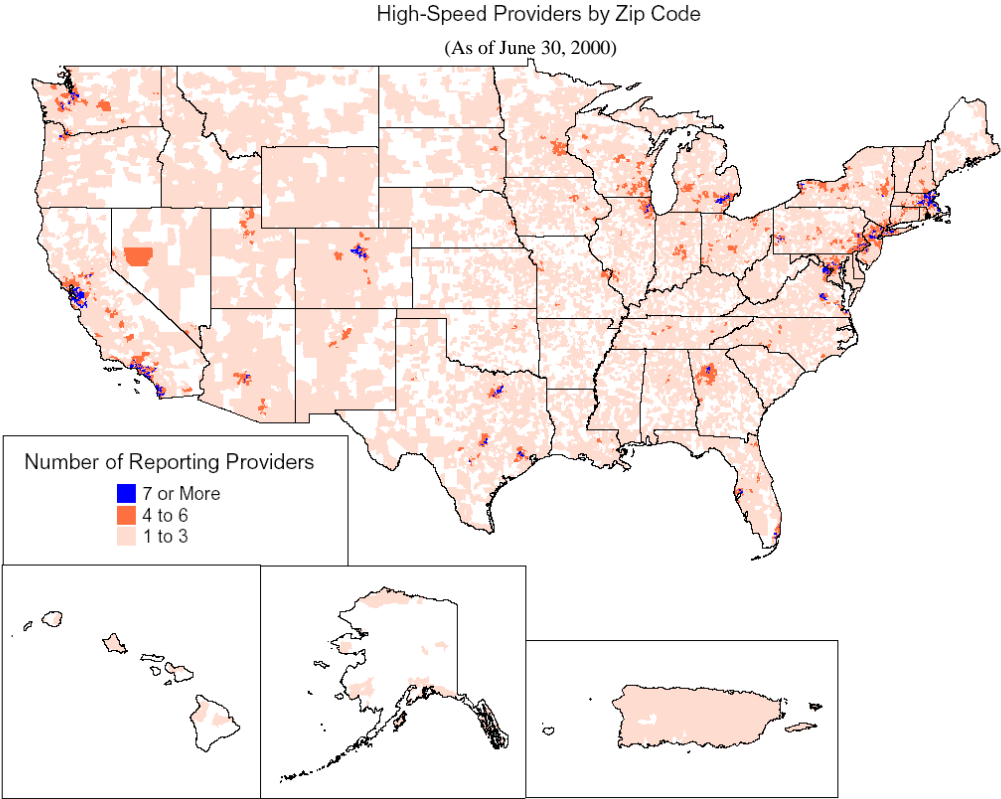 High-Speed Providers by Zip Code
(As of June 30, 2000)
Number of Reporting Providers
7 or More
4 to 6
1 to 3